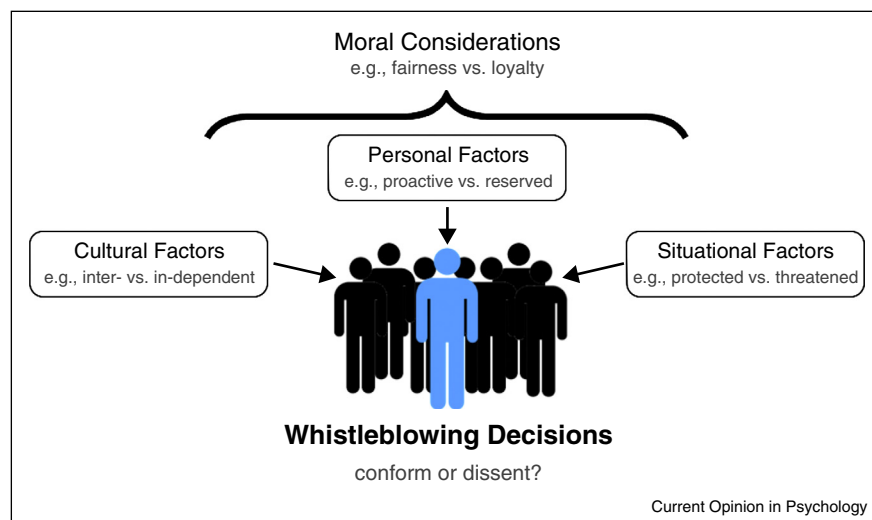 Moral Considerations
e.g., fairness vs. loyalty
Personal Factors
e.g., proactive vs. reserved
Cultural Factors
e.g., inter- vs. in-dependent
Situational Factors
e.g., protected vs. threatened
Whistleblowing Decisions
conform or dissent?
Current Opinion in Psychology